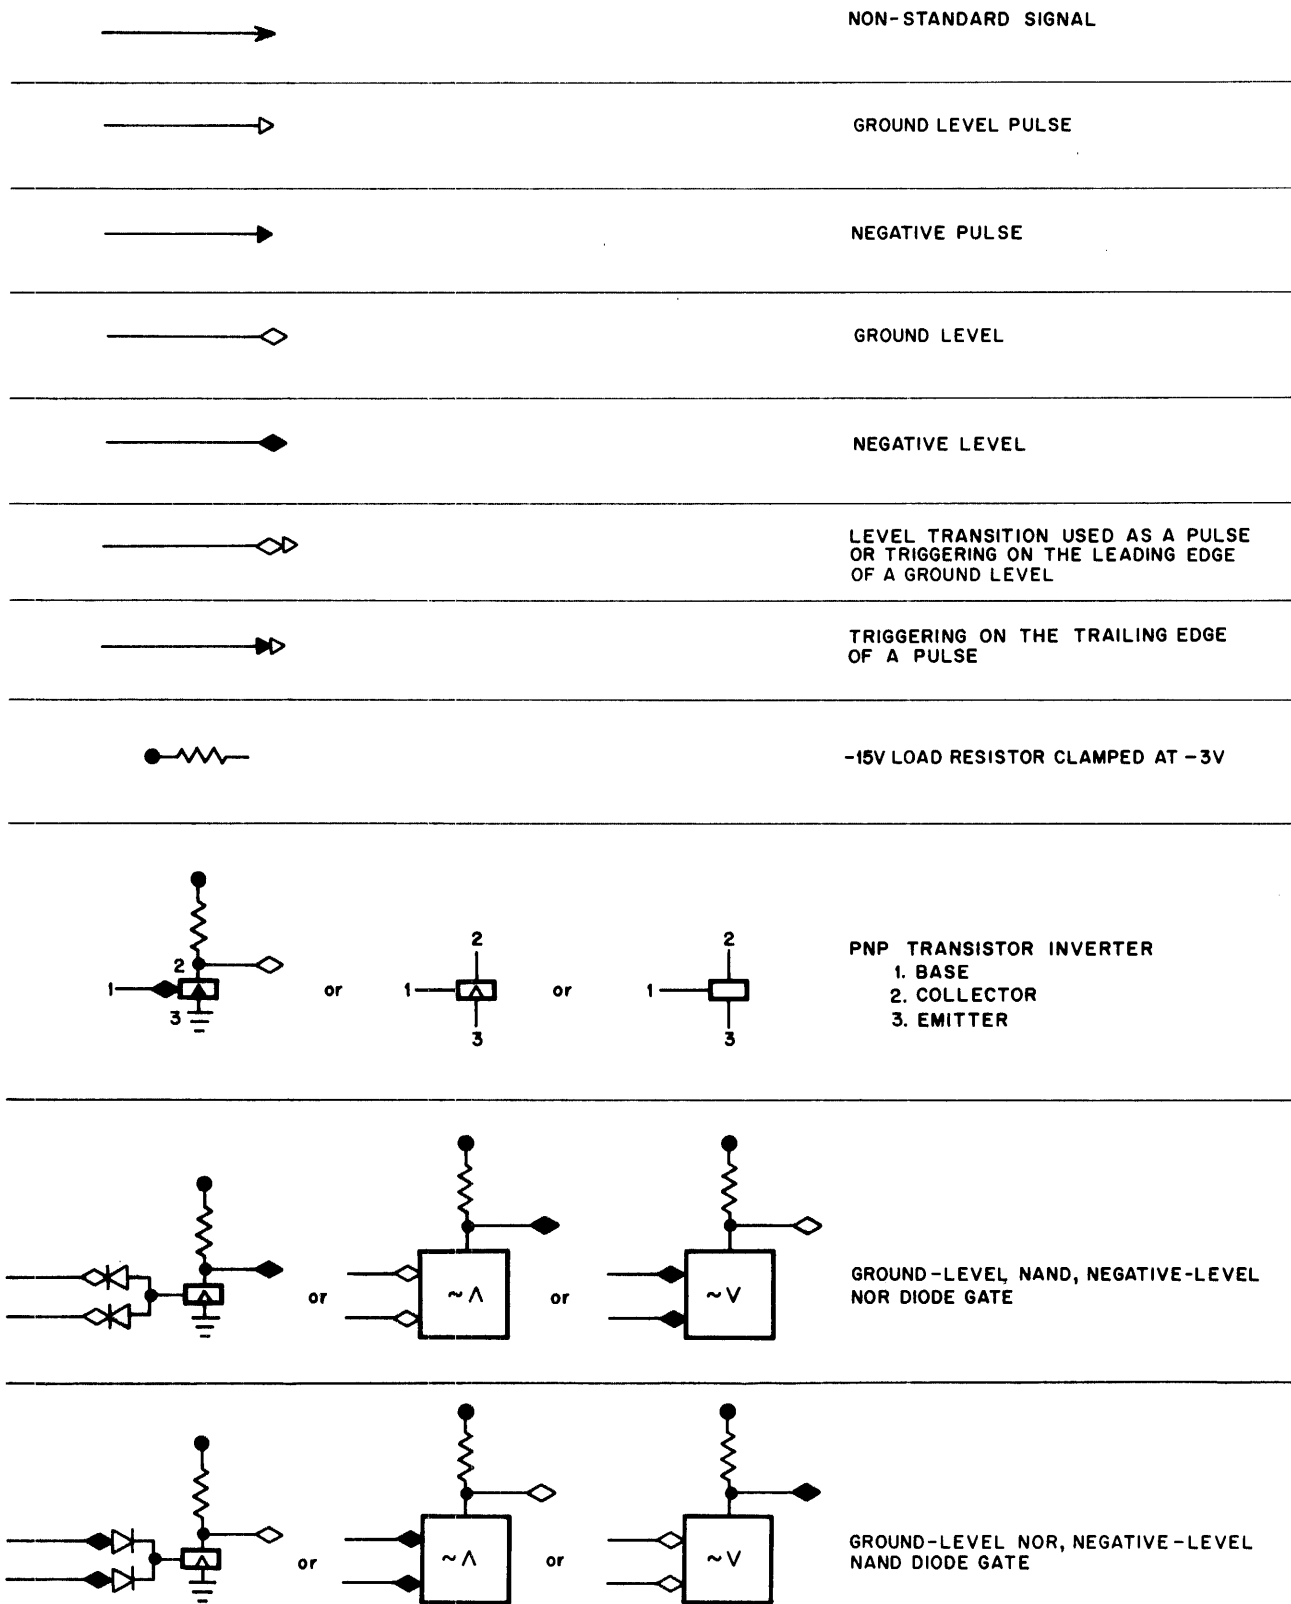 NON-STANDARD SIGNAL
GROUND LEVEL PULSE
NEGATIVE PULSE
GROUND LEVEL
NEGATIVE LEVEL
LEVEL TRANSITION USED AS A PULSE
OR TRIGGERING ON THE LEADING EDGE
OF A GROUND LEVEL
TRIGGERING ON THE TRAILING EDGE
OF A PULSE
-15V LOAD RESISTOR CLAMPED AT -3V
2
1
3
or
2
1
3
or
2
1
3
PNP TRANSISTOR INVERTER
1. BASE
2. COLLECTOR
3. EMITTER
or
~ Λ
or
~ V
GROUND-LEVEL, NAND, NEGATIVE-LEVEL
NOR DIODE GATE
or
~ Λ
or
~ V
GROUND-LEVEL NOR, NEGATIVE-LEVEL
NAND DIODE GATE